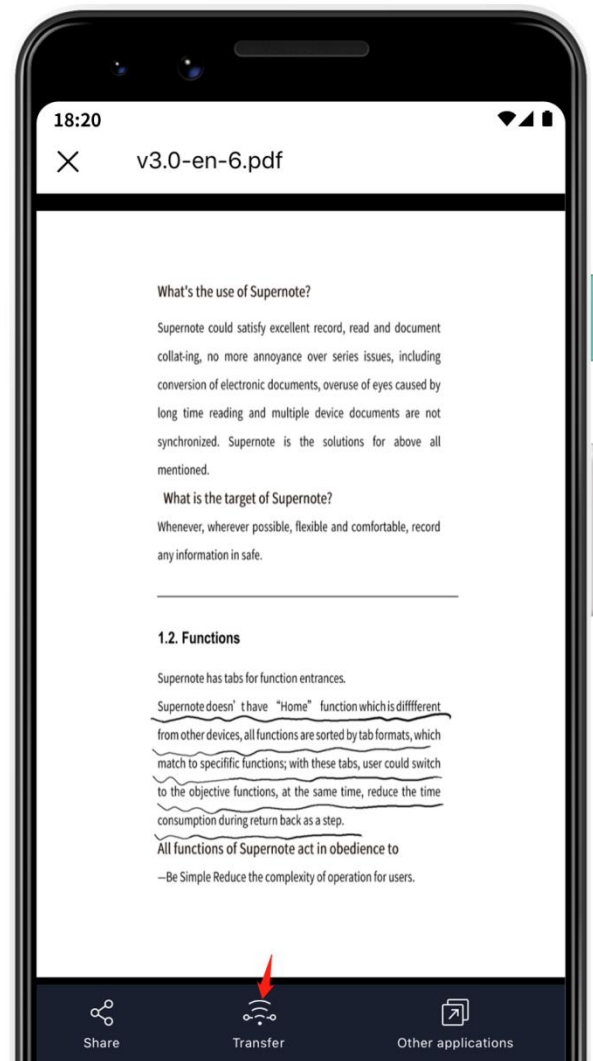 18:20
v3.0-en-6.pdf
What's the use of Supernote?
Supernote could satisfy excellent record, read and document
collat-ing, no more annoyance over series issues, including
conversion of electronic documents, overuse of eyes caused by
long time reading and multiple device documents are not
synchronized. Supernote is the solutions for above all
mentioned.
What is the target of Supernote?
Whenever, wherever possible, flexible and comfortable, record
any information in safe.
1.2. Functions
Supernote has tabs for function entrances.
Supernote doesn' t have “Home” function which is diffferent
from other devices, all functions are sorted by tab formats, which
match to specifific functions; with these tabs, user could switch
to the objective functions, at the same time, reduce the time
consumption during return back as a step.
All functions of Supernote act in obedience to
—Be Simple Reduce the complexity of operation for users.
Share
Transfer
Other applications